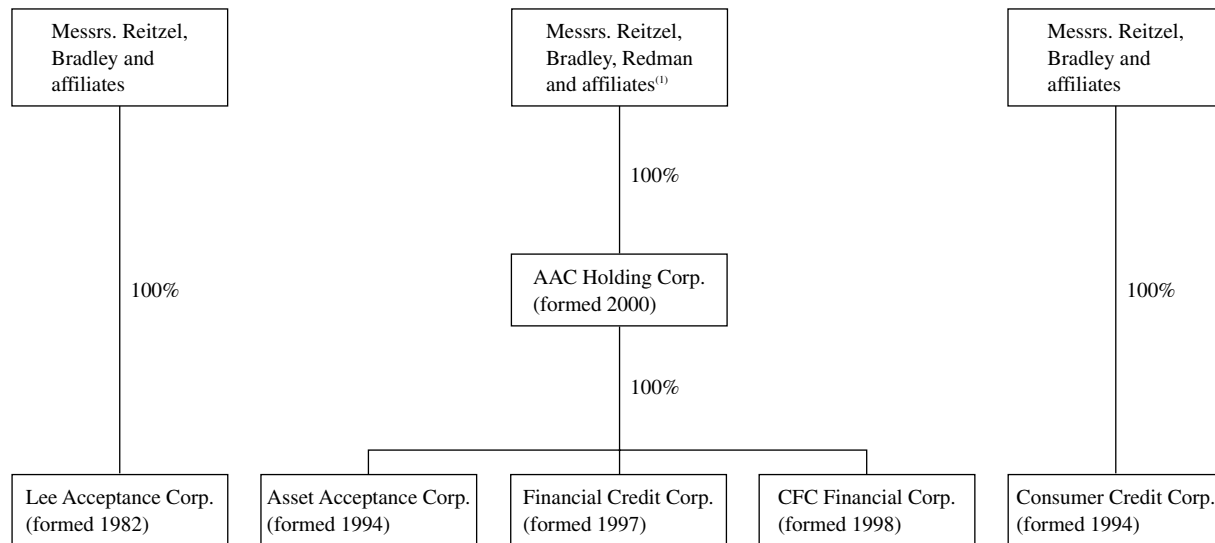 Messrs. Reitzel,
Bradley and
affiliates
Messrs. Reitzel,
Bradley, Redman
and affiliates(1)
Messrs. Reitzel,
Bradley and
affiliates
100%
AAC Holding Corp.
(formed 2000)
100%
100%
100%
Lee Acceptance Corp.
(formed 1982)
Asset Acceptance Corp.
(formed 1994)
Financial Credit Corp.
(formed 1997)
CFC Financial Corp.
(formed 1998)
Consumer Credit Corp.
(formed 1994)